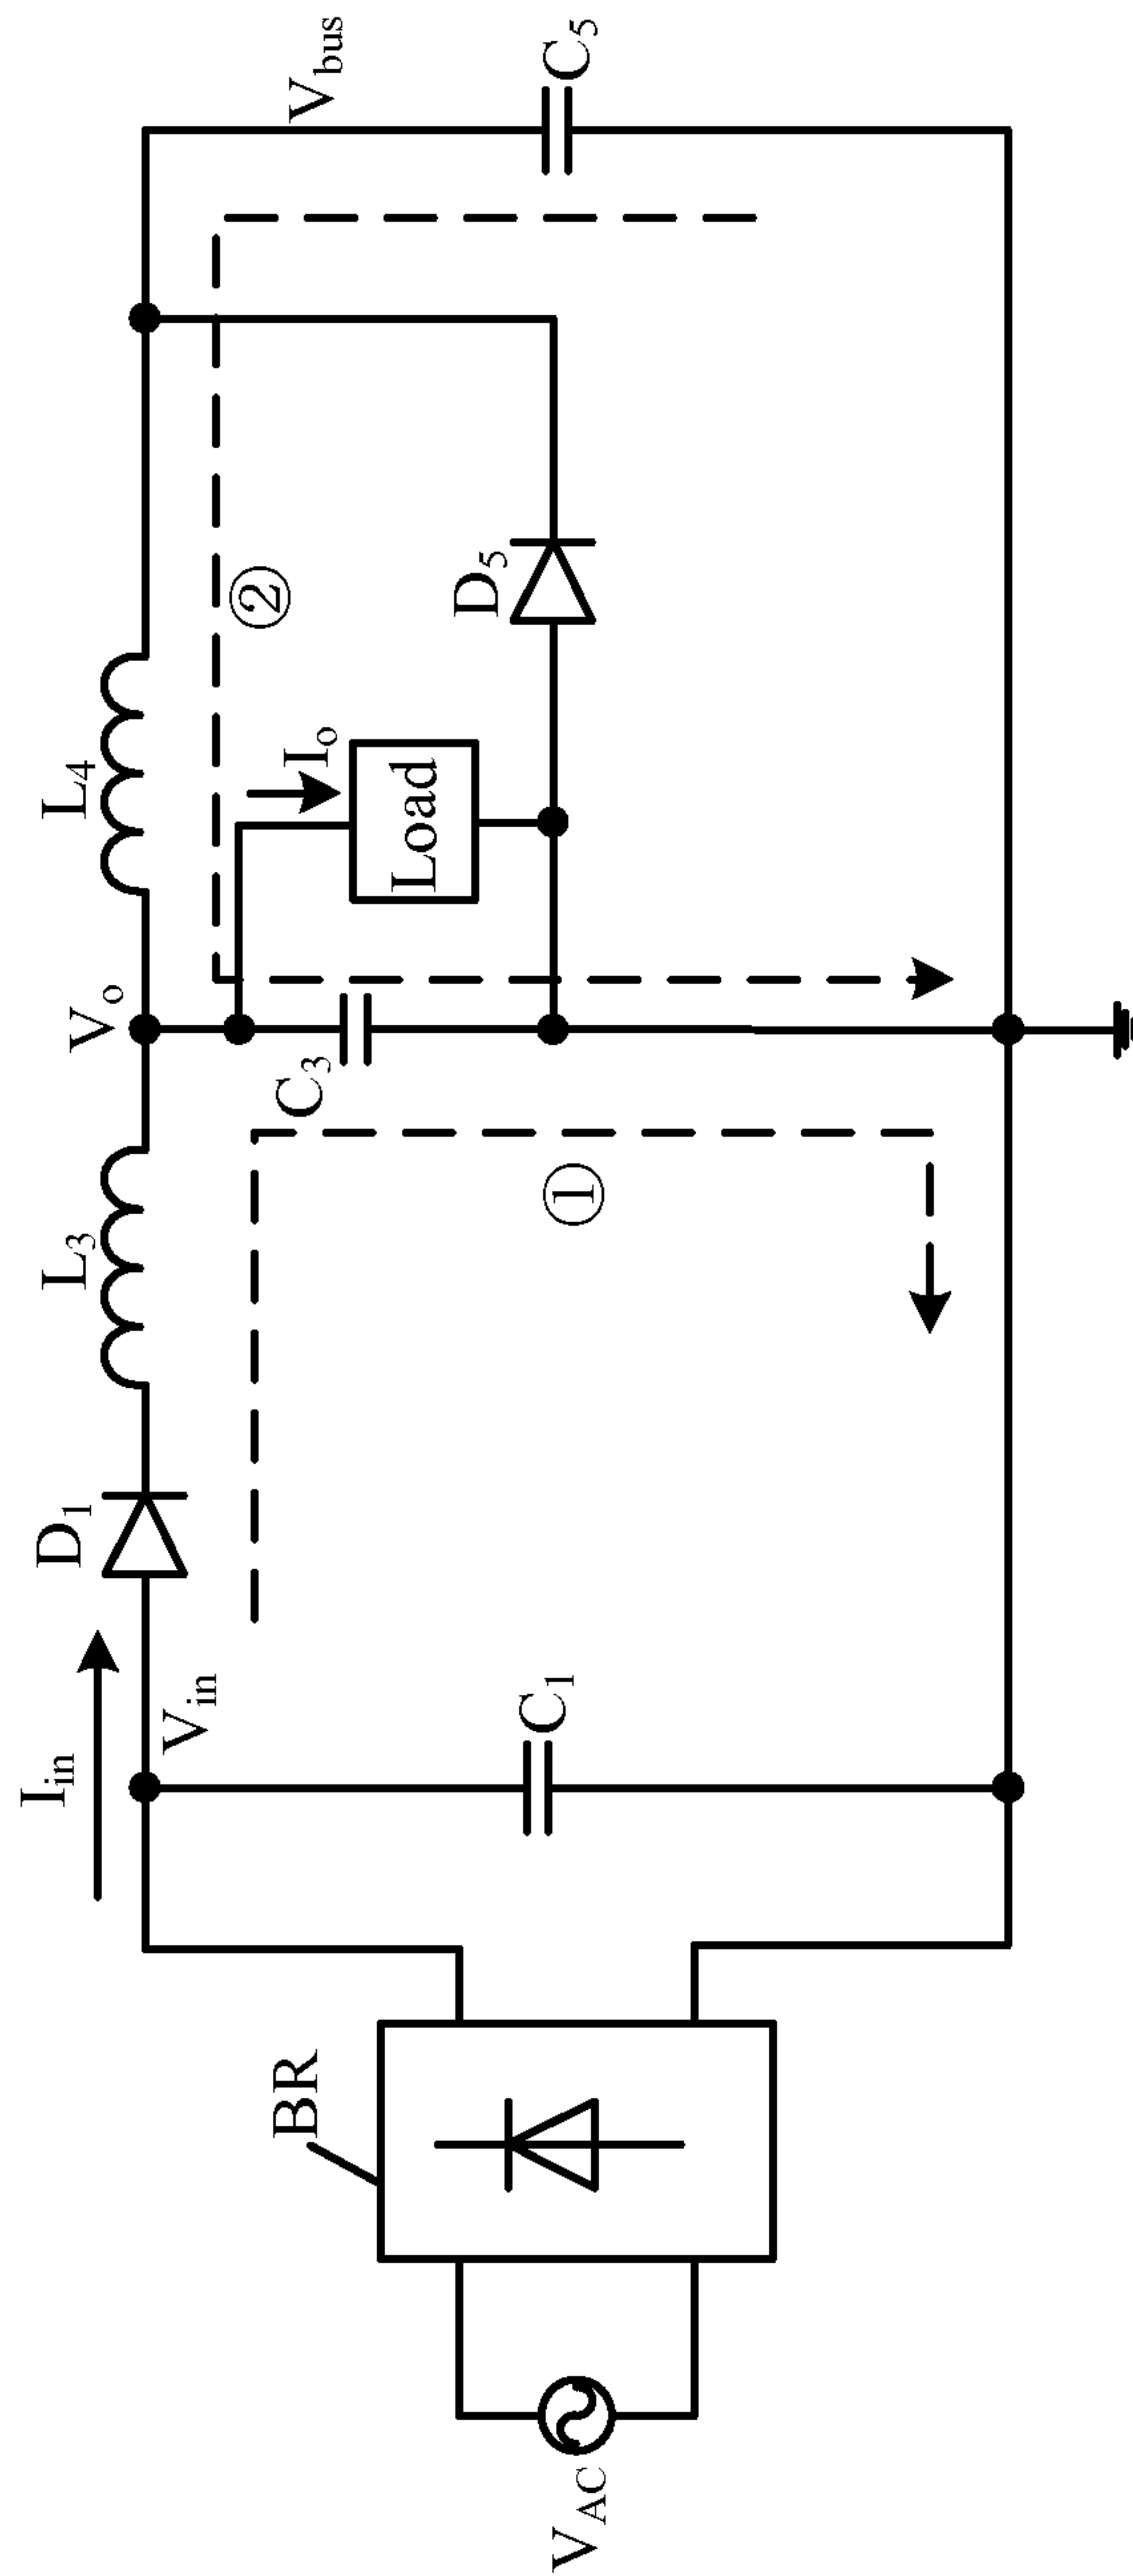 I_in
D_1
L_3
V_o
L_4
V_in
V_bus
C_3
I_o
②
BR
Load
D_5
C_1
①
C_5
V_AC